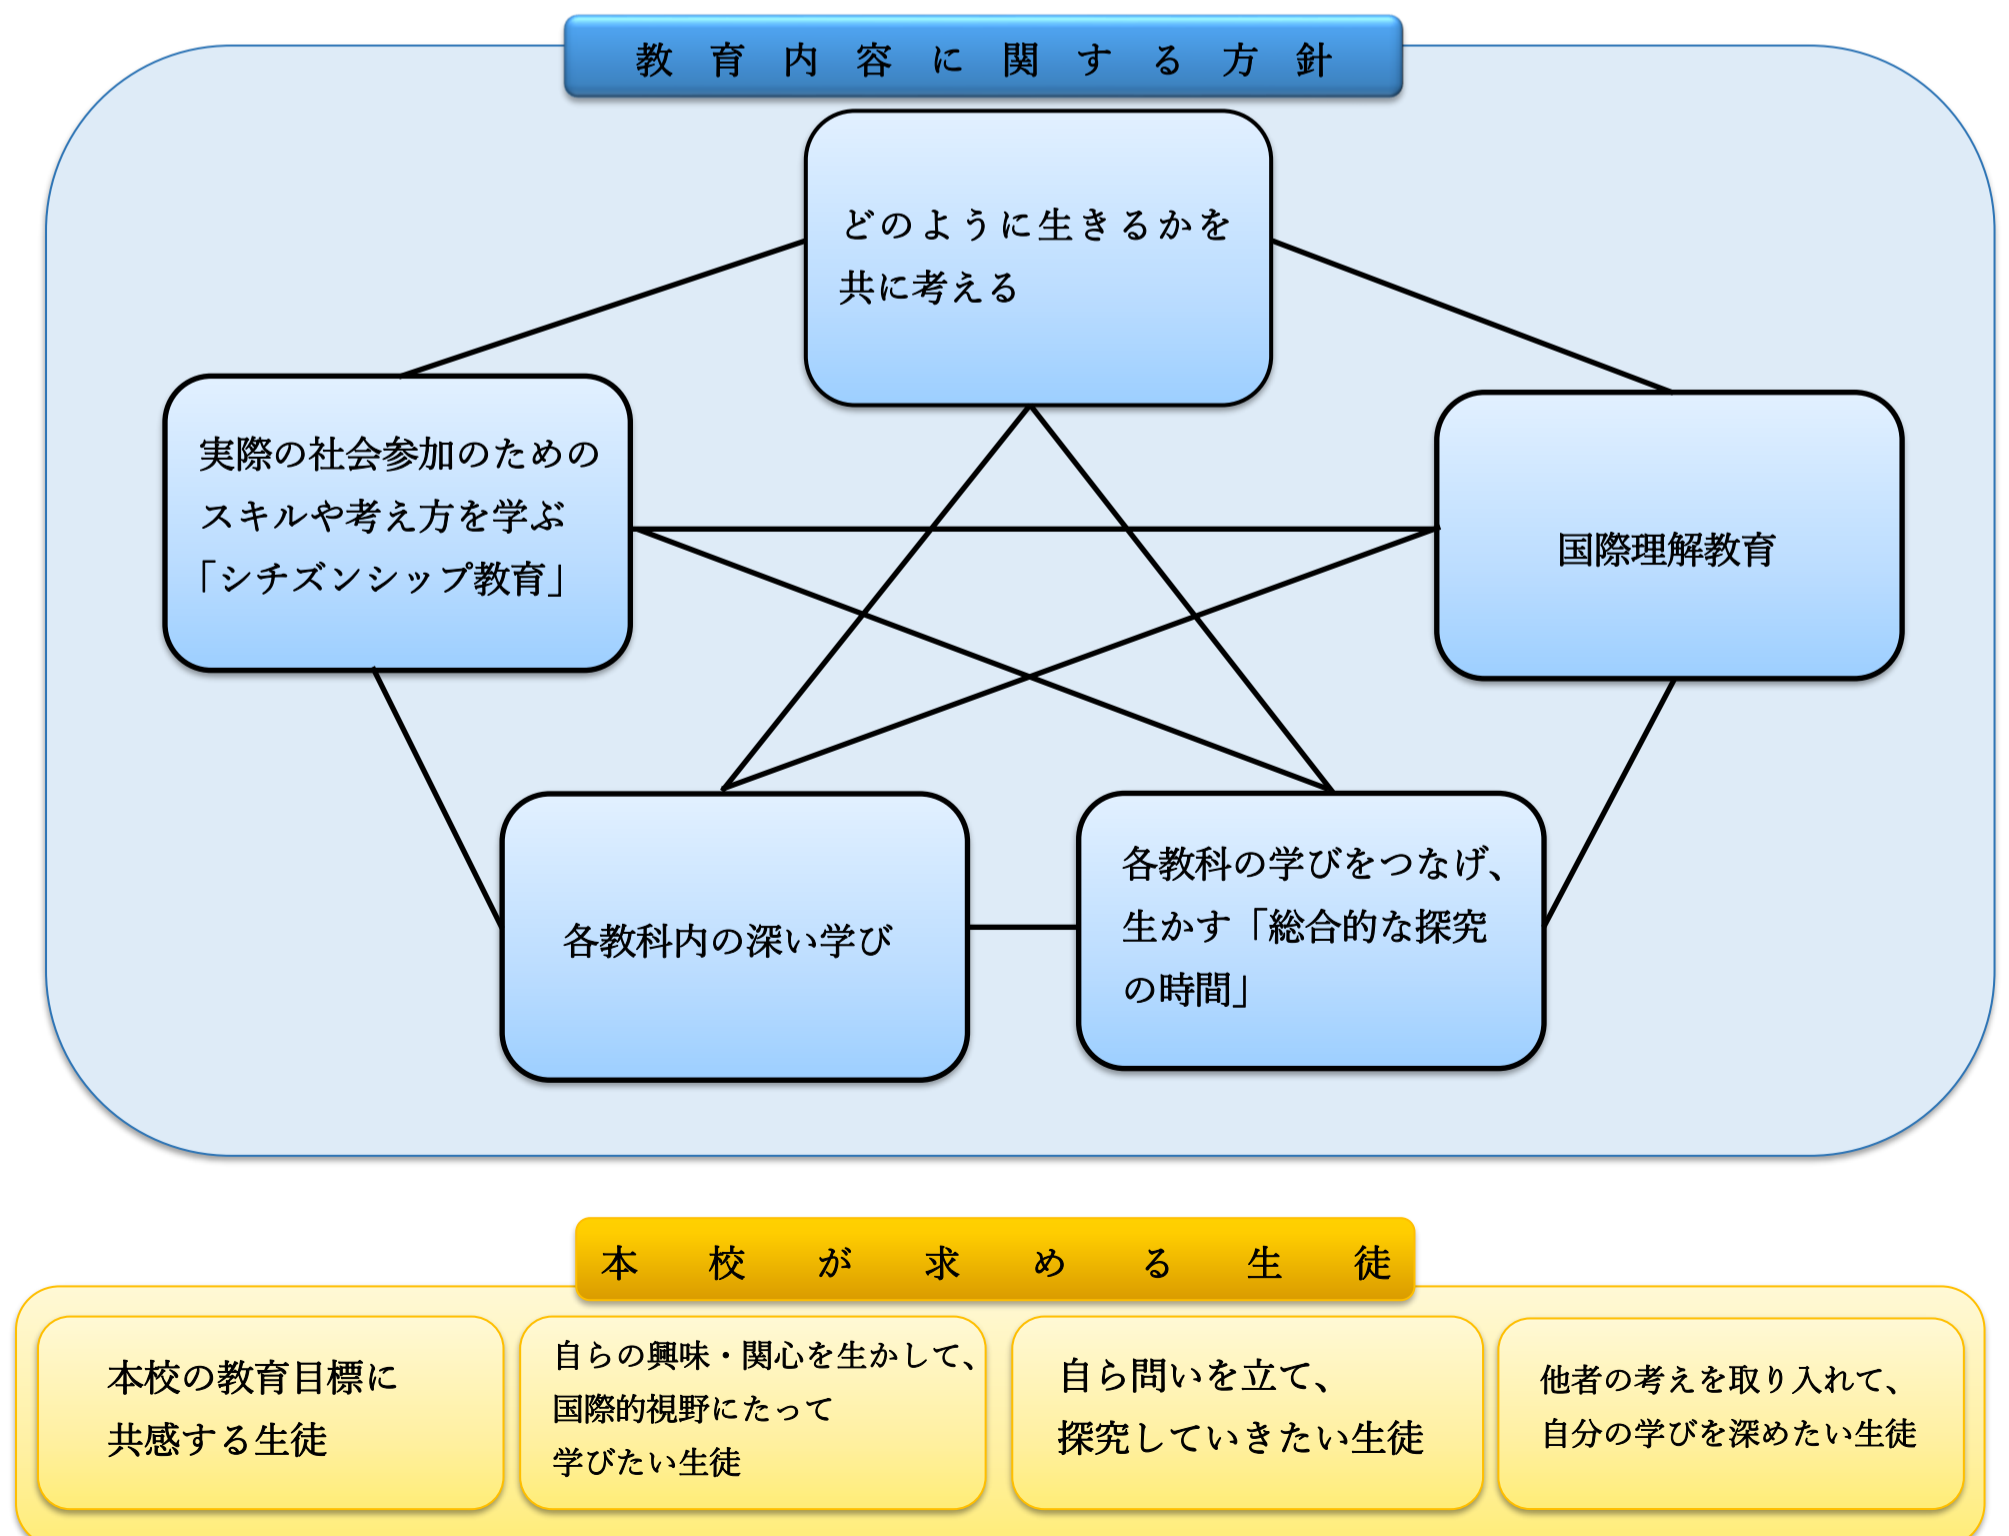 教育内容に関する方針
どのように生きるかを
共に考える
実際の社会参加のための
スキルや考え方を学ぶ
「シチズンシップ教育」
国際理解教育
各教科内の深い学び
各教科の学びをつなげ、
生かす「総合的な探究
の時間」
本校が求める生徒
本校の教育目標に
共感する生徒
自らの興味・関心を生かして、
国際的視野にたって
学びたい生徒
自ら問いを立て、
探究していきたい生徒
他者の考えを取り入れて、
自分の学びを深めたい生徒